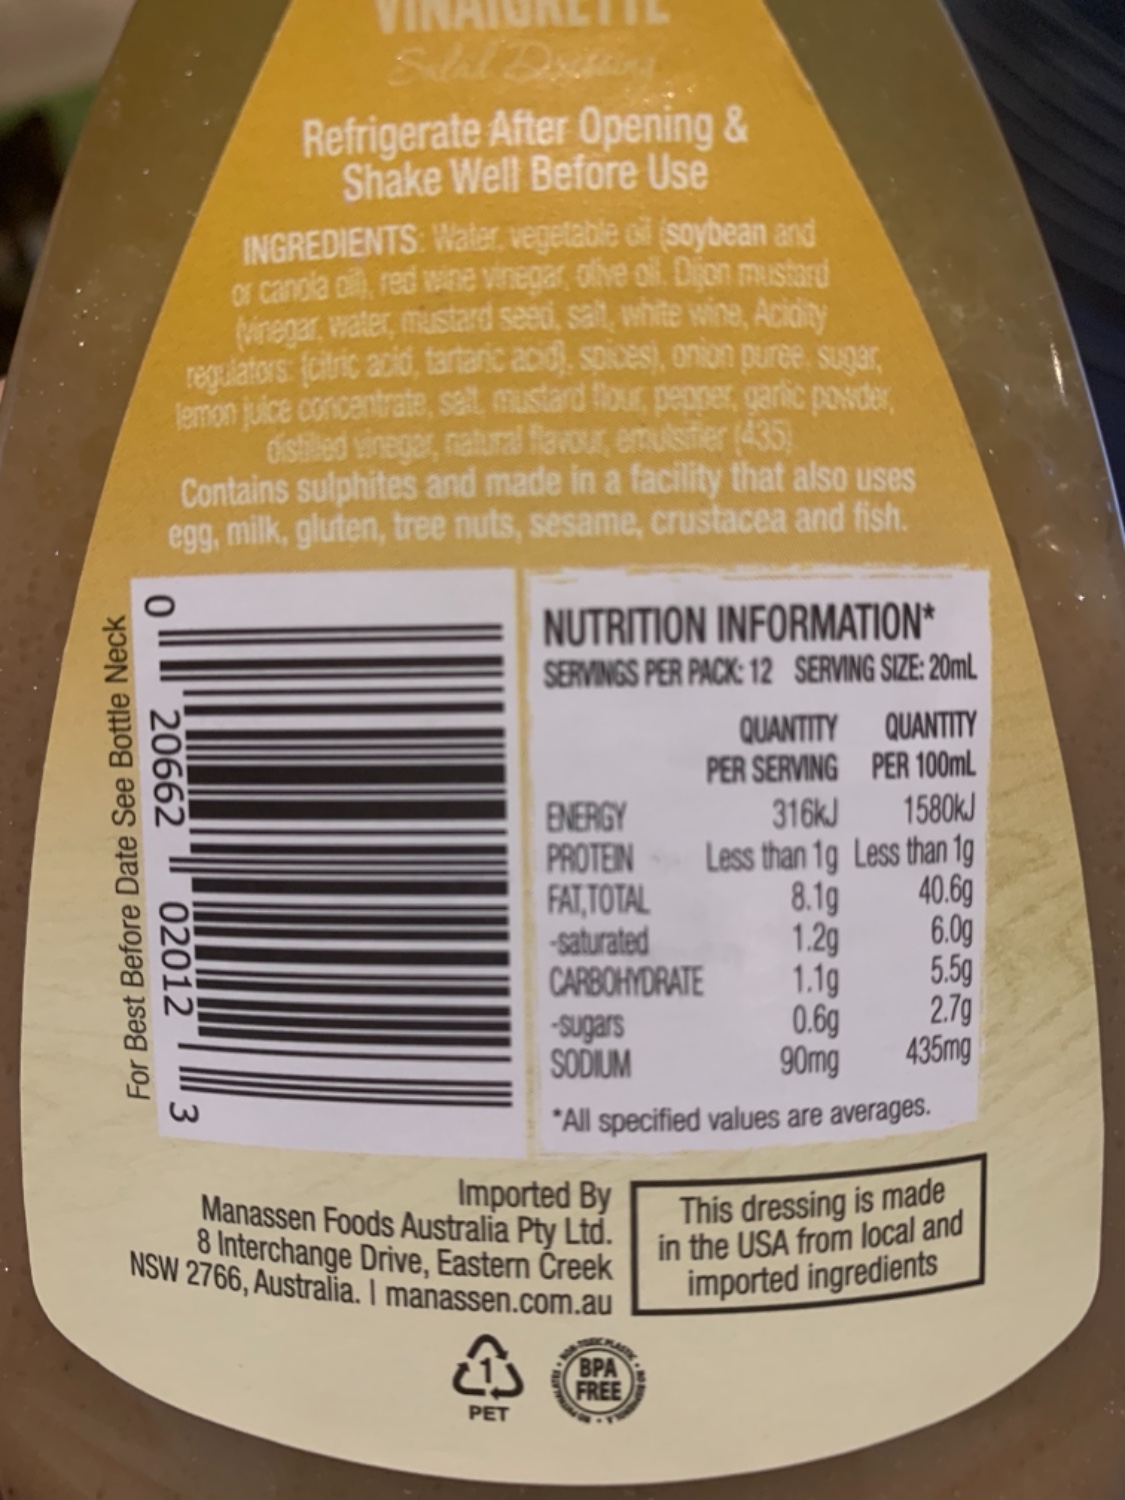 VINAIGRETTE
Salad Dressing
Refrigerate After Opening &
Shake Well Before Use
INGREDIENTS: Water, vegetable oil (soybean and
or canola oil), red wine vinegar, olive oil, Dijon mustard
(vinegar, water, mustard seed, salt, white wine, Acidity
regulators: [citric acid, tartaric acid], spices), onion puree, sugar,
lemon juice concentrate, salt, mustard flour, pepper, garlic powder,
distilled vinegar, natural flavour, emulsifier (435)
Contains sulphites and made in a facility that also uses
egg, milk, gluten, tree nuts, sesame, crustacea and fish.
For Best Before Date See Bottle Neck
0 20662 02012 3
NUTRITION INFORMATION*
SERVINGS PER PACK: 12 SERVING SIZE: 20mL
QUANTITY QUANTITY
PER SERVING PER 100mL
ENERGY 316kJ 1580kJ
PROTEIN Less than 1g Less than 1g
FAT,TOTAL 8.1g 40.6g
-saturated 1.2g 6.0g
CARBOHYDRATE 1.1g 5.5g
-sugars 0.6g 2.7g
SODIUM 90mg 435mg
*All specified values are averages.
Imported By
Manassen Foods Australia Pty Ltd.
8 Interchange Drive, Eastern Creek
NSW 2766, Australia. | manassen.com.au
This dressing is made
in the USA from local and
imported ingredients
1
PET
BPA
FREE